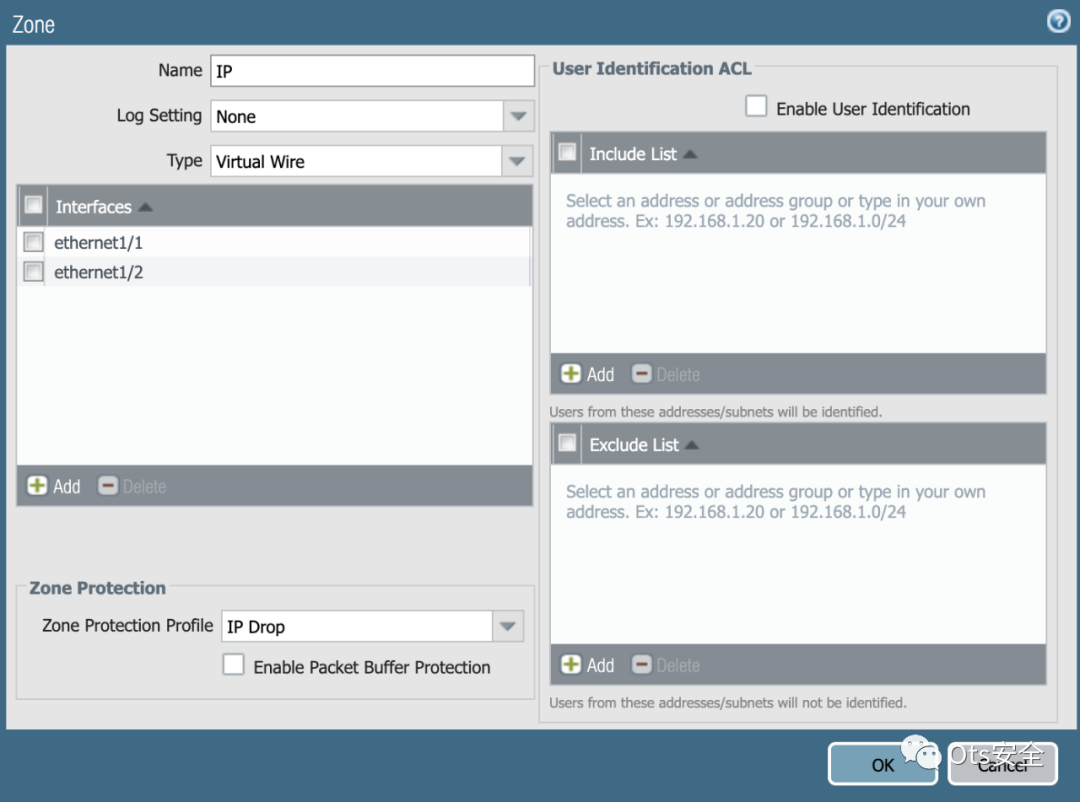 Zone
Name IP
Log Setting None
Type Virtual Wire
Interfaces
ethernet1/1
ethernet1/2
Add Delete
Zone Protection
Zone Protection Profile IP Drop
Enable Packet Buffer Protection
User Identification ACL
Enable User Identification
Include List
Select an address or address group or type in your own
address. Ex: 192.168.1.20 or 192.168.1.0/24
Add Delete
Users from these addresses/subnets will be identified.
Exclude List
Select an address or address group or type in your own
address. Ex: 192.168.1.20 or 192.168.1.0/24
Add Delete
Users from these addresses/subnets will not be identified.
OK Cancel
Ots安全